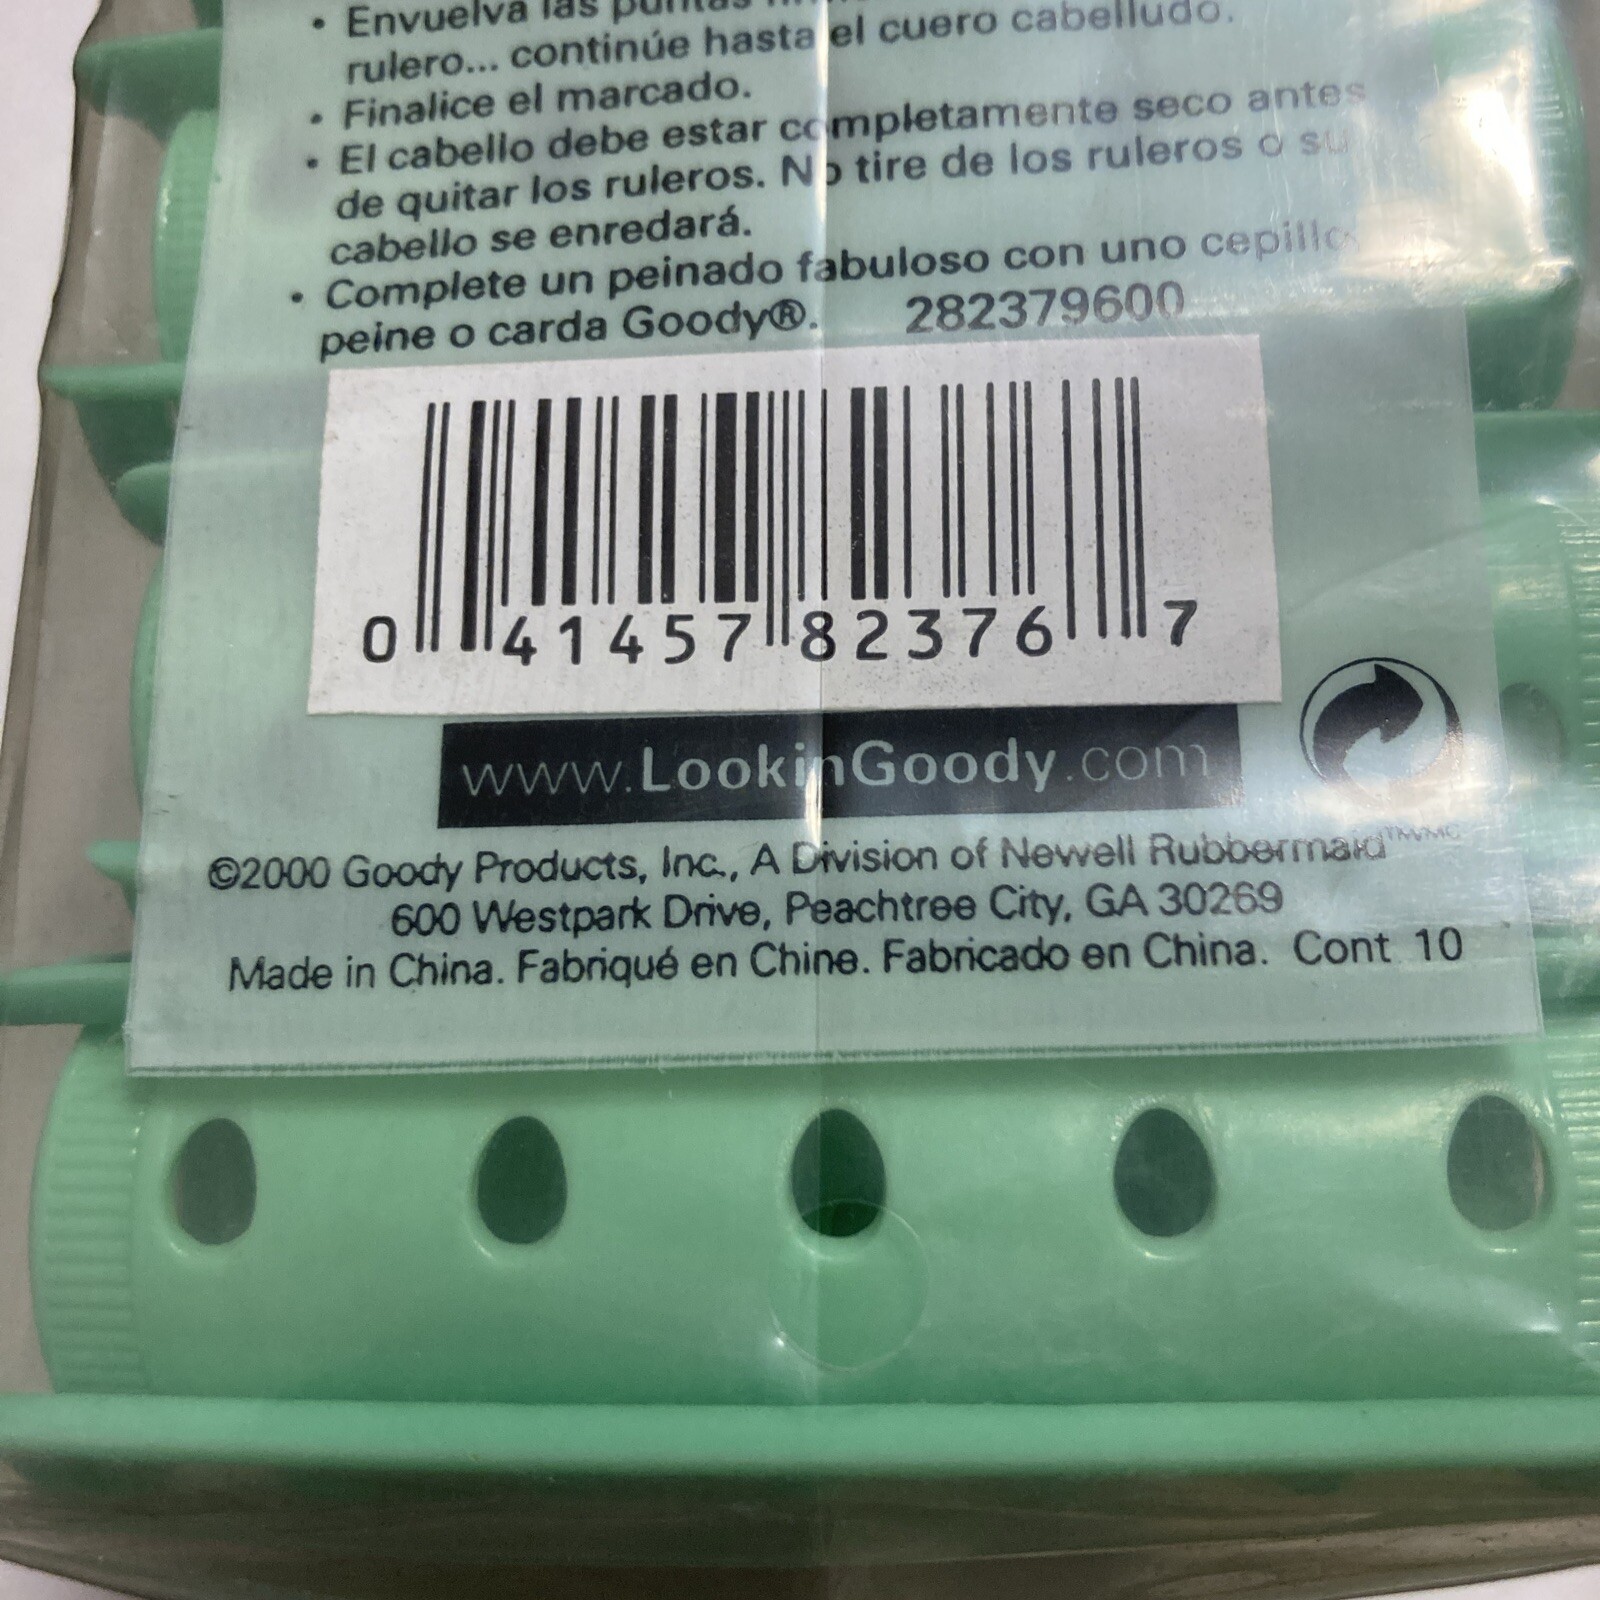 • Envuelva las puntas
rulero... continúe hasta el cuero cabelludo.
• Finalice el marcado.
• El cabello debe estar completamente seco antes
de quitar los ruleros. No tire de los ruleros o su
cabello se enredará.
• Complete un peinado fabuloso con uno cepillo,
peine o carda Goody®. 282379600
0 41457 82376 7
www.LookinGoody.com
©2000 Goody Products, Inc., A Division of Newell Rubbermaid™/MC
600 Westpark Drive, Peachtree City, GA 30269
Made in China. Fabriqué en Chine. Fabricado en China. Cont 10